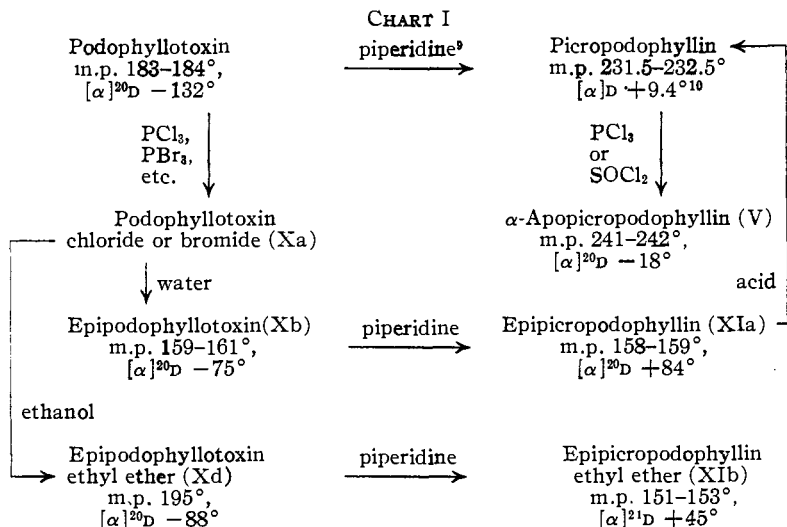 CHART I
Podophyllotoxin piperidine⁹ Picropodophyllin
m.p. 183–184°, m.p. 231.5–232.5°
[α]²⁰D −132° [α]D +9.4°¹⁰
PCl₃, PCl₃
PBr₃, or
etc. SOCl₂
Podophyllotoxin α-Apopicropodophyllin (V)
chloride or bromide (Xa) m.p. 241–242°,
[α]²⁰D −18°
water acid
Epipodophyllotoxin(Xb) piperidine Epipicropodophyllin (XIa)
m.p. 159–161°, m.p. 158–159°,
[α]²⁰D −75° [α]²⁰D +84°
ethanol
Epipodophyllotoxin piperidine Epipicropodophyllin
ethyl ether (Xd) ethyl ether (XIb)
m.p. 195°, m.p. 151–153°,
[α]²⁰D −88° [α]²¹D +45°